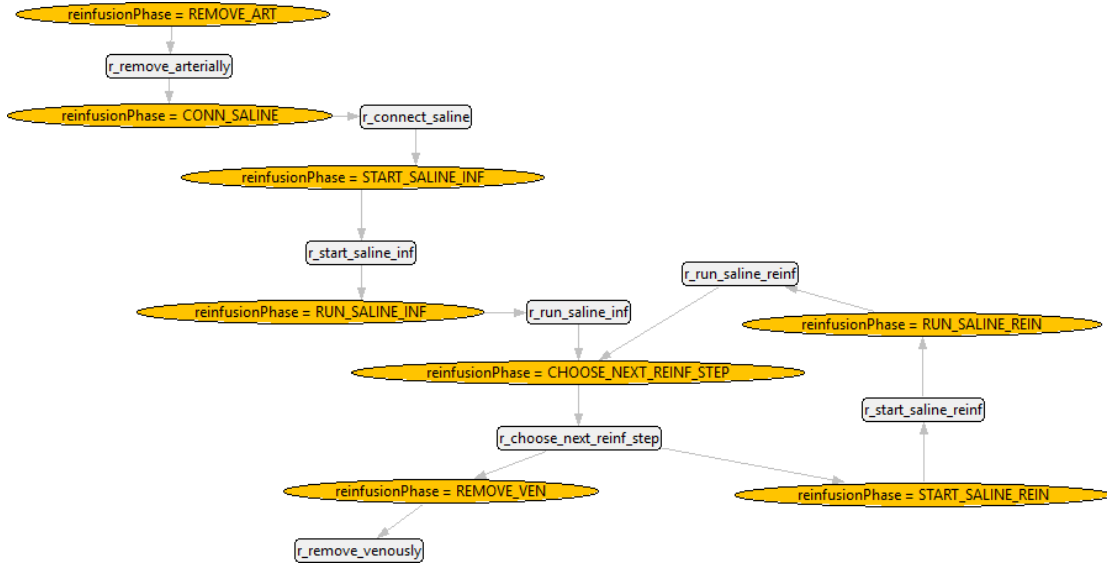 reinfusionPhase = REMOVE_ART
r_remove_arterially
reinfusionPhase = CONN_SALINE
r_connect_saline
reinfusionPhase = START_SALINE_INF
r_start_saline_inf
r_run_saline_reinf
reinfusionPhase = RUN_SALINE_INF
r_run_saline_inf
reinfusionPhase = RUN_SALINE_REIN
reinfusionPhase = CHOOSE_NEXT_REINF_STEP
r_start_saline_reinf
r_choose_next_reinf_step
reinfusionPhase = REMOVE_VEN
reinfusionPhase = START_SALINE_REIN
r_remove_venously